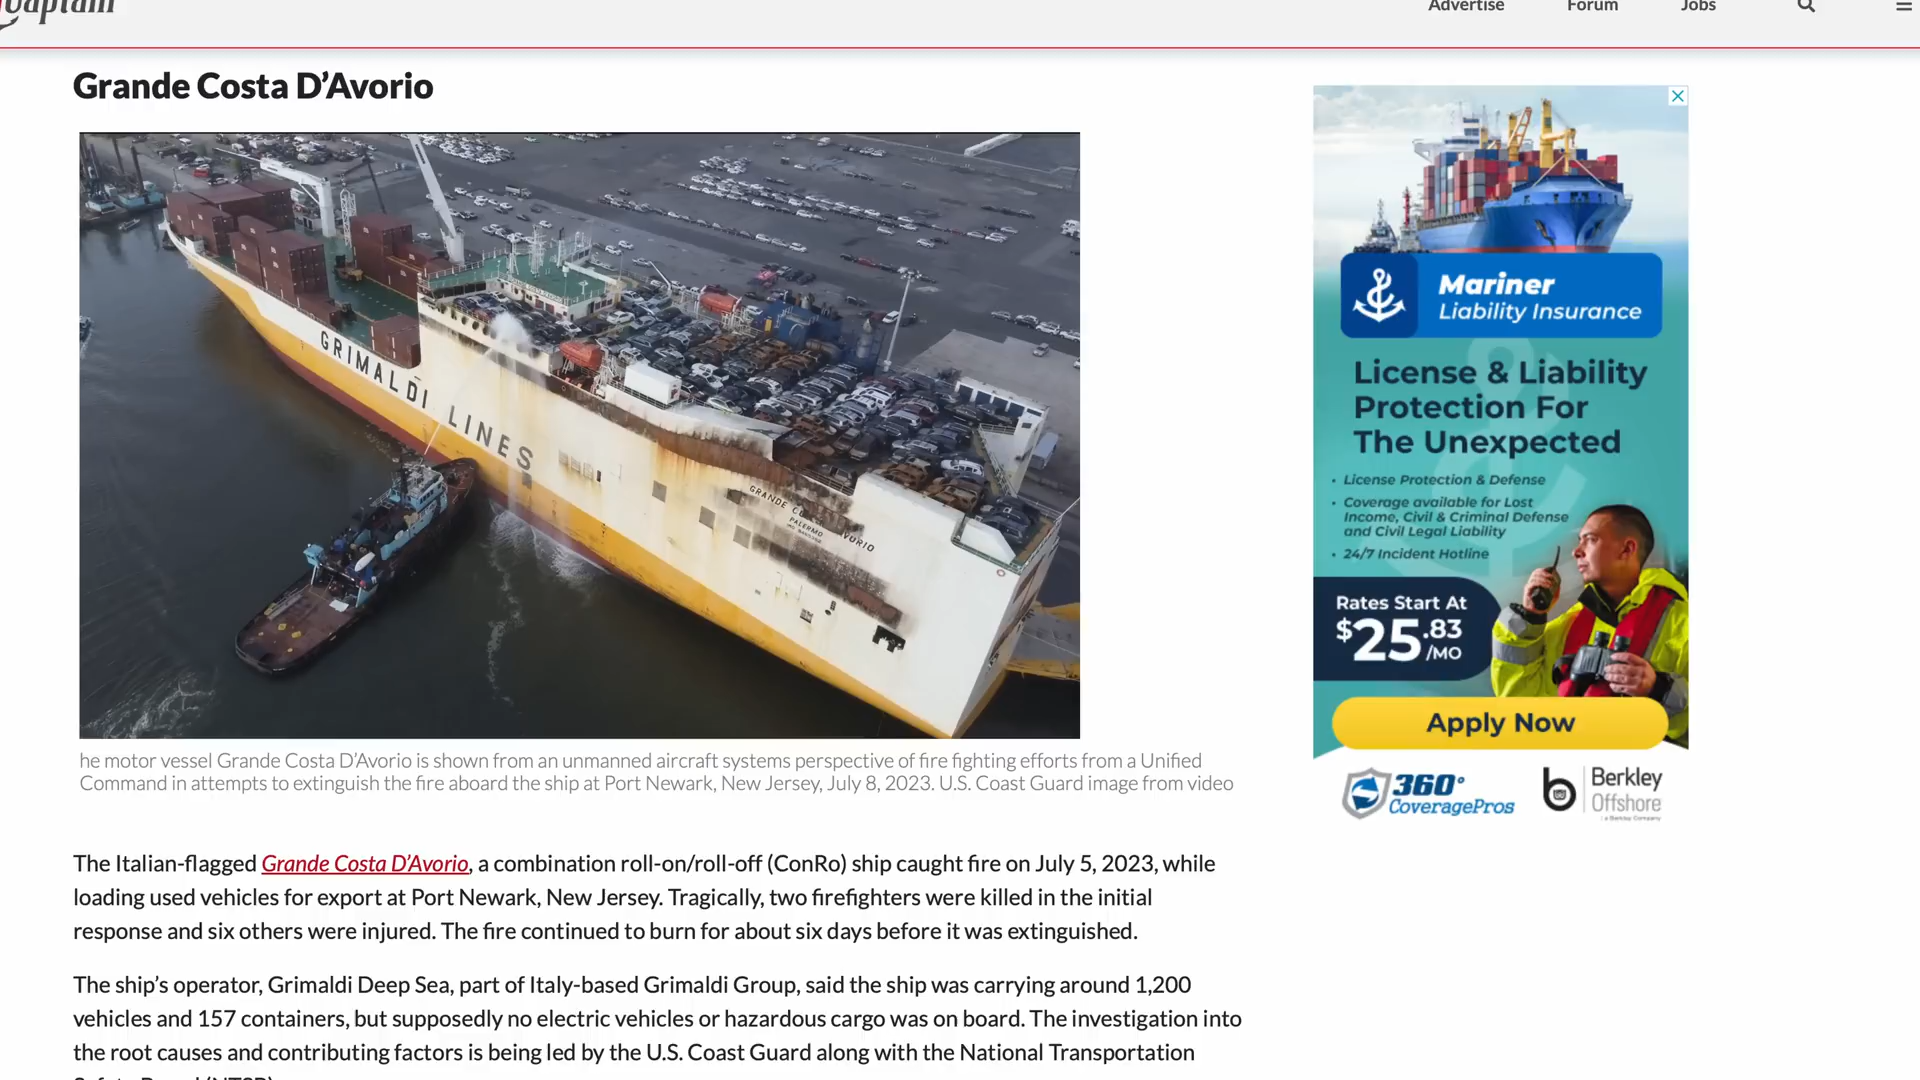 Captain
Advertise
Forum
Jobs
Grande Costa D’Avorio
GRIMALDI LINES
PALERMO
he motor vessel Grande Costa D’Avorio is shown from an unmanned aircraft systems perspective of fire fighting efforts from a Unified
Command in attempts to extinguish the fire aboard the ship at Port Newark, New Jersey, July 8, 2023. U.S. Coast Guard image from video
The Italian-flagged Grande Costa D’Avorio, a combination roll-on/roll-off (ConRo) ship caught fire on July 5, 2023, while
loading used vehicles for export at Port Newark, New Jersey. Tragically, two firefighters were killed in the initial
response and six others were injured. The fire continued to burn for about six days before it was extinguished.
The ship’s operator, Grimaldi Deep Sea, part of Italy-based Grimaldi Group, said the ship was carrying around 1,200
vehicles and 157 containers, but supposedly no electric vehicles or hazardous cargo was on board. The investigation into
the root causes and contributing factors is being led by the U.S. Coast Guard along with the National Transportation
Mariner
Liability Insurance
License & Liability
Protection For
The Unexpected
• License Protection & Defense
• Coverage available for Lost
Income, Civil & Criminal Defense
and Civil Legal Liability
• 24/7 Incident Hotline
Rates Start At
$25.83
/MO
Apply Now
360°
CoveragePros
Berkley
Offshore
a Berkley Company